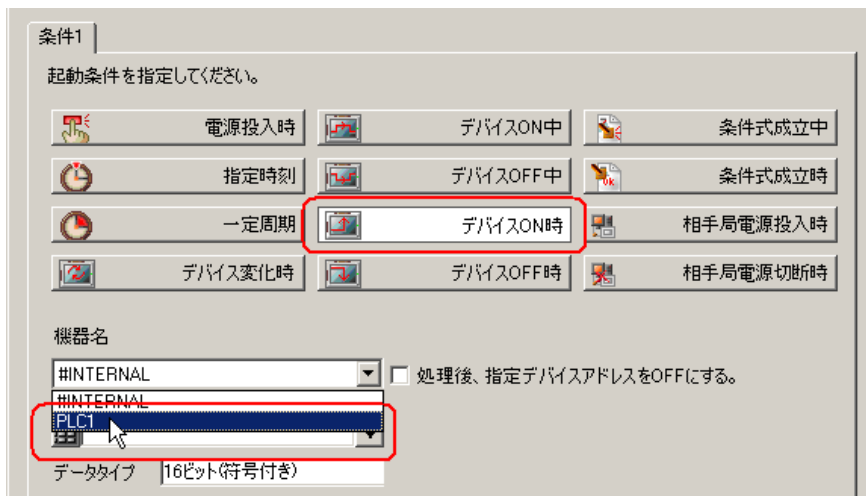 条件1
起動条件を指定してください。
電源投入時 デバイスON中 条件式成立中
指定時刻 デバイスOFF中 条件式成立時
一定周期 デバイスON時 相手局電源投入時
デバイス変化時 デバイスOFF時 相手局電源切断時
機器名
#INTERNAL 処理後、指定デバイスアドレスをOFFにする。
#INTERNAL
PLC1
データタイプ 16ビット(符号付き)